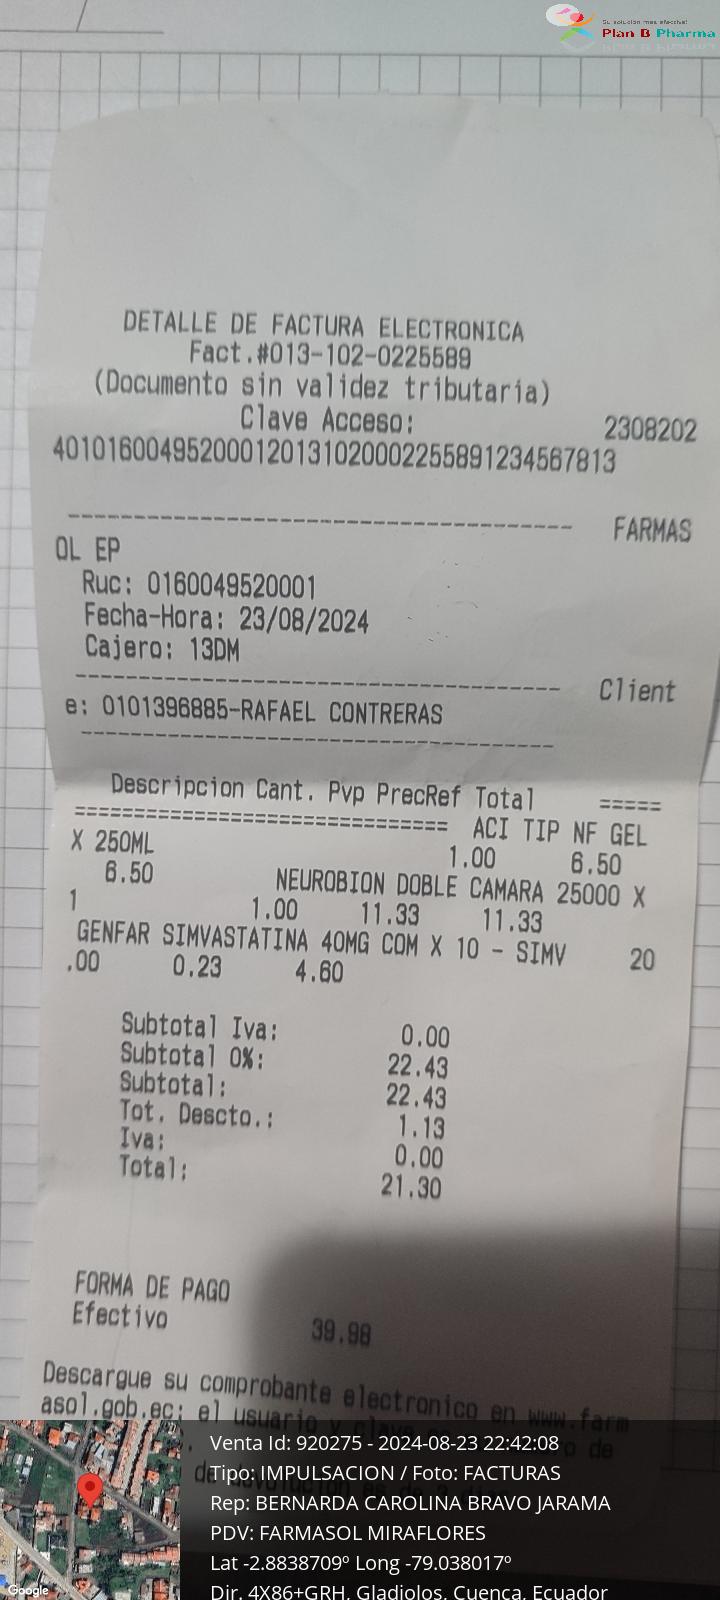 Su solución mas efectiva!
Plan B Pharma
DETALLE DE FACTURA ELECTRONICA
Fact.#013-102-0225589
(Documento sin validez tributaria)
Clave Acceso: 2308202
401016004952000120131020002255891234567813
------------------------------------- FARMAS
OL EP
Ruc: 0160049520001
Fecha-Hora: 23/08/2024
Cajero: 13DM
------------------------------------- Client
e: 0101396885-RAFAEL CONTRERAS
-------------------------------------
Descripcion Cant. Pvp PrecRef Total =====
================================ ACI TIP NF GEL
X 250ML 1.00 6.50
6.50 NEUROBION DOBLE CAMARA 25000 X
1 1.00 11.33 11.33
GENFAR SIMVASTATINA 40MG COM X 10 - SIMV 20
.00 0.23 4.60
Subtotal Iva: 0.00
Subtotal 0%: 22.43
Subtotal: 22.43
Tot. Descto.: 1.13
Iva: 0.00
Total: 21.30
FORMA DE PAGO
Efectivo 39.98
Descargue su comprobante electronico en www.farm
asol.gob.ec; el usuario y clave
de
Venta Id: 920275 - 2024-08-23 22:42:08
Tipo: IMPULSACION / Foto: FACTURAS
Rep: BERNARDA CAROLINA BRAVO JARAMA
PDV: FARMASOL MIRAFLORES
Lat -2.8838709º Long -79.038017º
Dir. 4X86+GRH, Gladiolos, Cuenca, Ecuador
Google